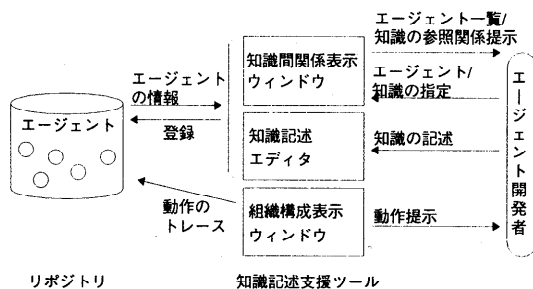 エージェント一覧/
知識の参照関係提示
知識間関係表示
ウィンドウ
エージェント
の情報
エージェント/
知識の指定
エージェント
登録
知識記述
エディタ
知識の記述
エージェント開発者
動作の
トレース
組織構成表示
ウィンドウ
動作提示
リポジトリ
知識記述支援ツール